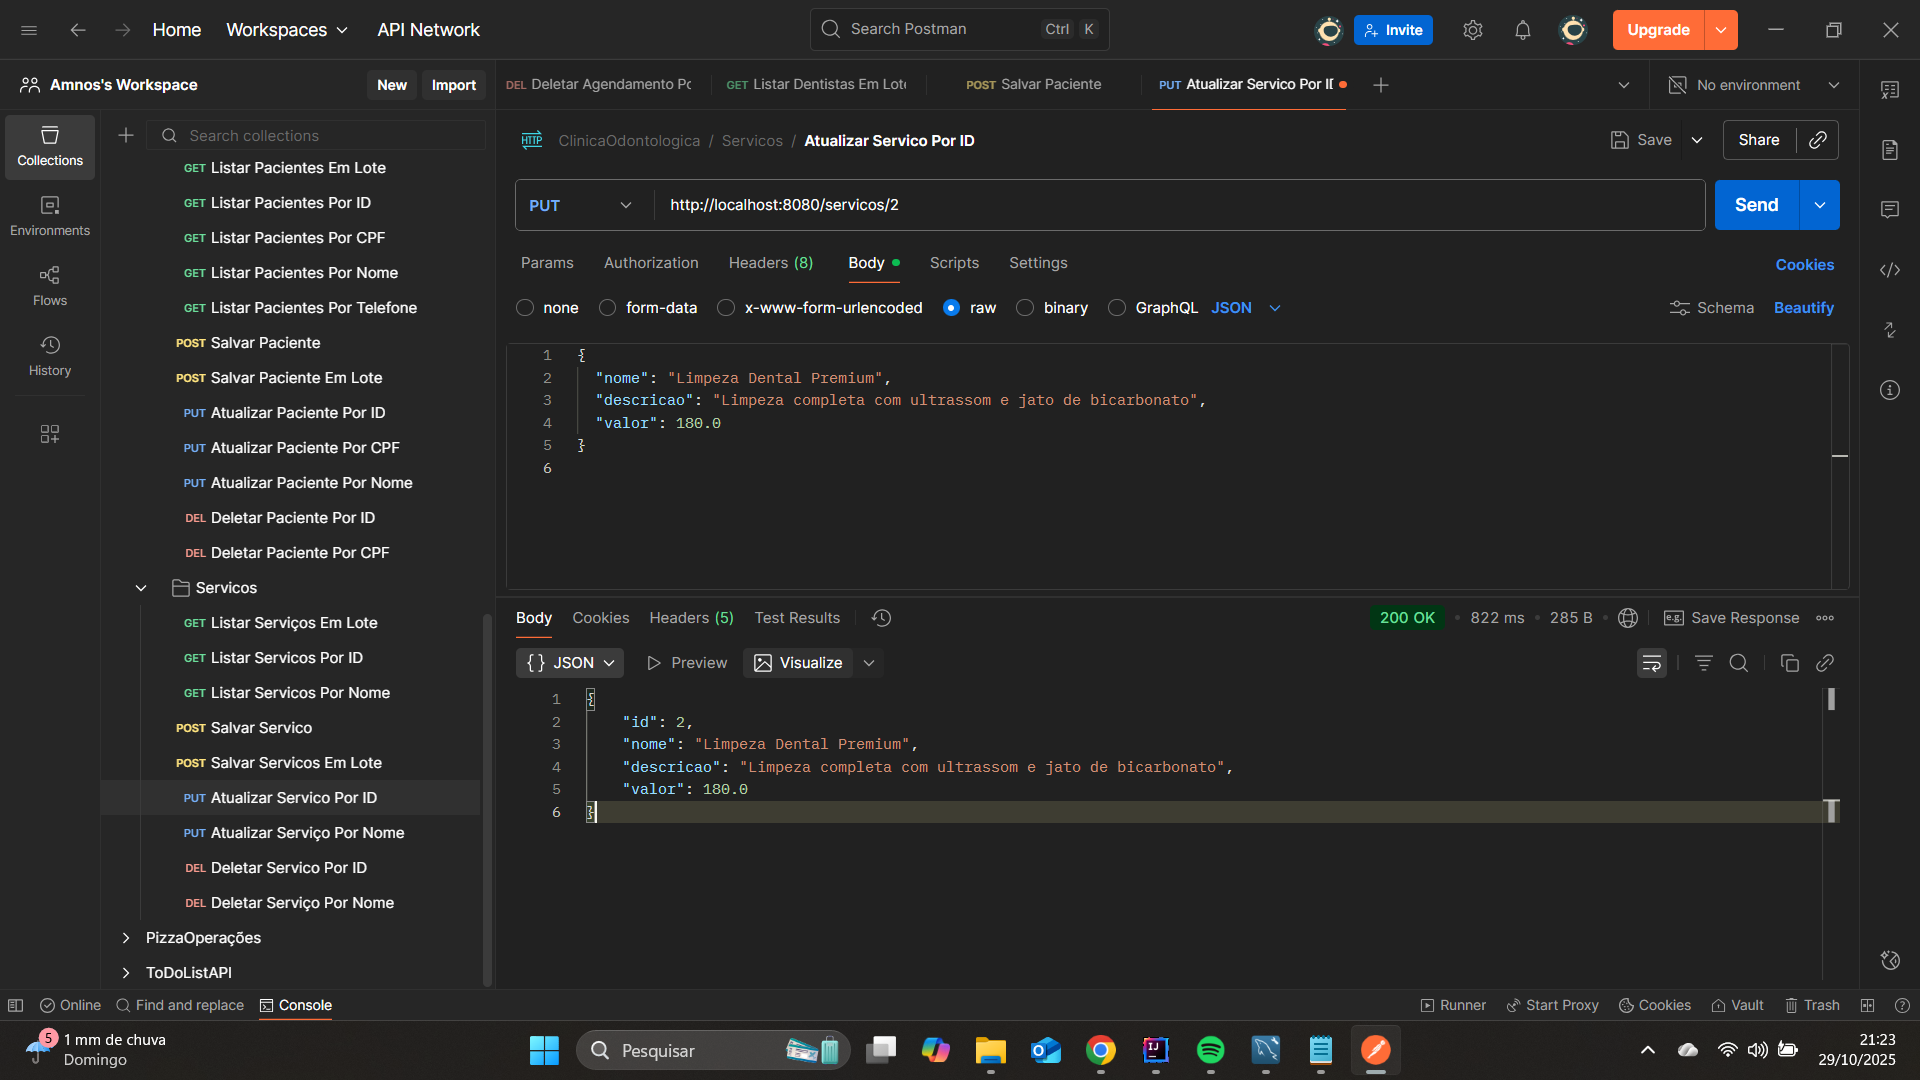 Home
Workspaces
API Network
Search Postman
Ctrl
K
Invite
Upgrade
Amnos's Workspace
New
Import
DEL Deletar Agendamento Pc
GET Listar Dentistas Em Lote
POST Salvar Paciente
PUT Atualizar Servico Por ID
No environment
Collections
Environments
Flows
History
Search collections
GET Listar Pacientes Em Lote
GET Listar Pacientes Por ID
GET Listar Pacientes Por CPF
GET Listar Pacientes Por Nome
GET Listar Pacientes Por Telefone
POST Salvar Paciente
POST Salvar Paciente Em Lote
PUT Atualizar Paciente Por ID
PUT Atualizar Paciente Por CPF
PUT Atualizar Paciente Por Nome
DEL Deletar Paciente Por ID
DEL Deletar Paciente Por CPF
Servicos
GET Listar Serviços Em Lote
GET Listar Servicos Por ID
GET Listar Servicos Por Nome
POST Salvar Servico
POST Salvar Servicos Em Lote
PUT Atualizar Servico Por ID
PUT Atualizar Serviço Por Nome
DEL Deletar Servico Por ID
DEL Deletar Serviço Por Nome
PizzaOperações
ToDoListAPI
HTTP ClinicaOdontologica / Servicos / Atualizar Servico Por ID
Save
Share
PUT
http://localhost:8080/servicos/2
Send
Params
Authorization
Headers (8)
Body
Scripts
Settings
Cookies
none
form-data
x-www-form-urlencoded
raw
binary
GraphQL
JSON
Schema
Beautify
1 {
2 "nome": "Limpeza Dental Premium",
3 "descricao": "Limpeza completa com ultrassom e jato de bicarbonato",
4 "valor": 180.0
5 }
6
Body
Cookies
Headers (5)
Test Results
200 OK
822 ms
285 B
e.g. Save Response
{} JSON
Preview
Visualize
1 {
2 "id": 2,
3 "nome": "Limpeza Dental Premium",
4 "descricao": "Limpeza completa com ultrassom e jato de bicarbonato",
5 "valor": 180.0
6 }
Online
Find and replace
Console
Runner
Start Proxy
Cookies
Vault
Trash
5
1 mm de chuva
Domingo
Pesquisar
IJ
21:23
29/10/2025